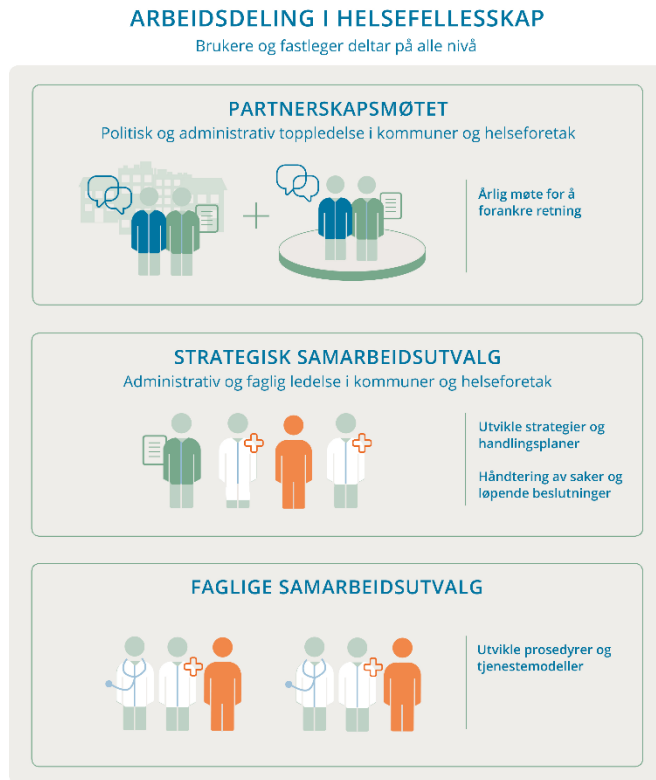 ARBEIDSDELING I HELSEFELLESSKAP
Brukere og fastleger deltar på alle nivå
PARTNERSKAPSMØTET
Politisk og administrativ toppledelse i kommuner og helseforetak
Årlig møte for å
forankre retning
STRATEGISK SAMARBEIDSUTVALG
Administrativ og faglig ledelse i kommuner og helseforetak
Utvikle strategier og
handlingsplaner
Håndtering av saker og
løpende beslutninger
FAGLIGE SAMARBEIDSUTVALG
Utvikle prosedyrer og
tjenestemodeller